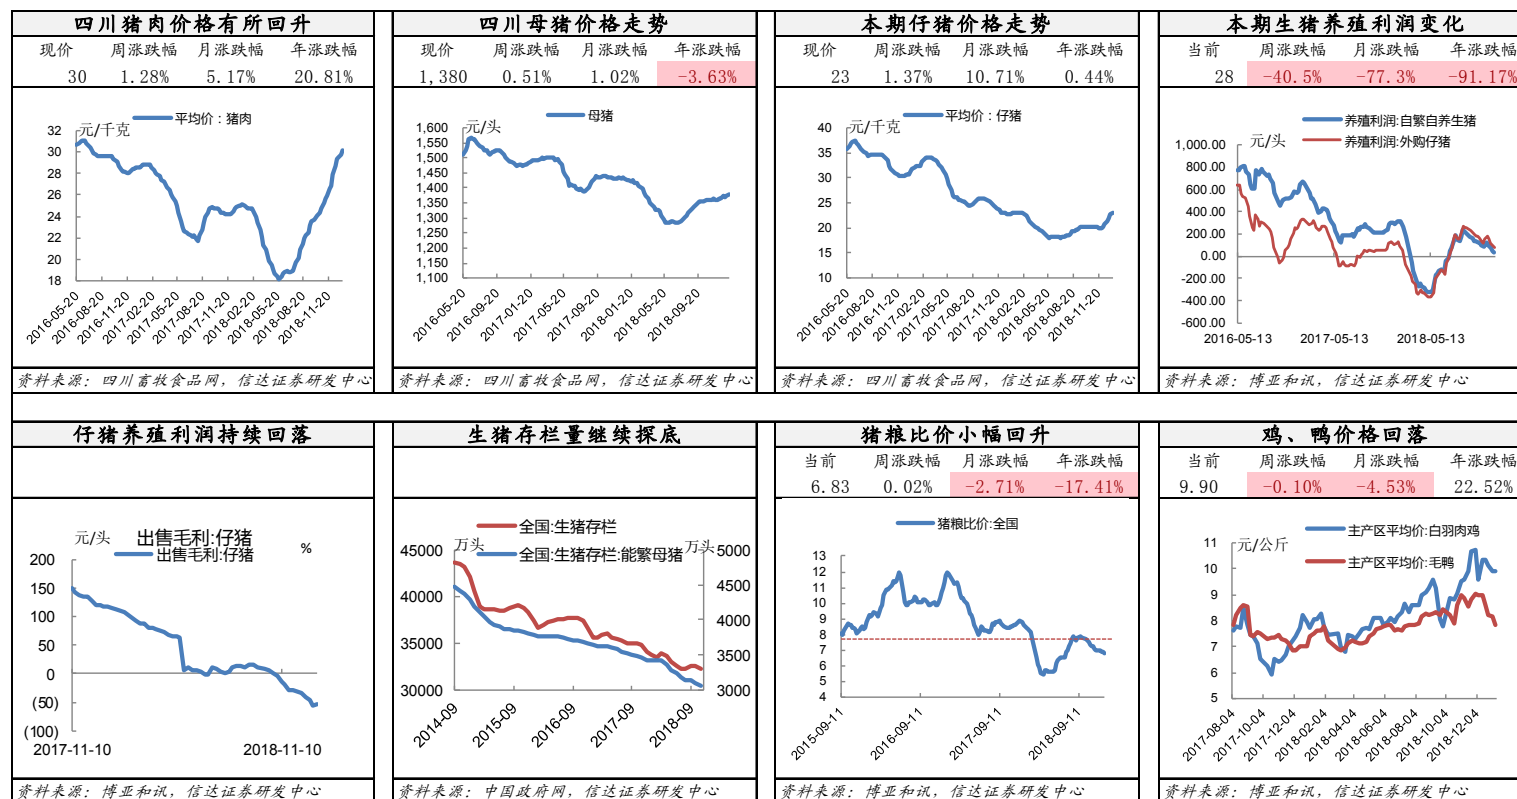 四川猪肉价格有所回升
现价 周涨跌幅 月涨跌幅 年涨跌幅
30 1.28% 5.17% 20.81%
元/千克
平均价：猪肉
32
30
28
26
24
22
20
18
2016-05-20
2016-08-20
2016-11-20
2017-02-20
2017-05-20
2017-08-20
2017-11-20
2018-02-20
2018-05-20
2018-08-20
2018-11-20
资料来源：四川畜牧食品网，信达证券研发中心
四川母猪价格走势
现价 周涨跌幅 月涨跌幅 年涨跌幅
1,380 0.51% 1.02% -3.63%
元/头
母猪
1,600
1,550
1,500
1,450
1,400
1,350
1,300
1,250
1,200
1,150
1,100
2016-05-20
2016-09-20
2017-01-20
2017-05-20
2017-09-20
2018-01-20
2018-05-20
2018-09-20
资料来源：四川畜牧食品网，信达证券研发中心
本期仔猪价格走势
现价 周涨跌幅 月涨跌幅 年涨跌幅
23 1.37% 10.71% 0.44%
元/千克
平均价：仔猪
40
35
30
25
20
15
10
2016-05-20
2016-08-20
2016-11-20
2017-02-20
2017-05-20
2017-08-20
2017-11-20
2018-02-20
2018-05-20
2018-08-20
2018-11-20
资料来源：四川畜牧食品网，信达证券研发中心
本期生猪养殖利润变化
当前 周涨跌幅 月涨跌幅 年涨跌幅
28 -40.5% -77.3% -91.17%
养殖利润:自繁自养生猪
养殖利润:外购仔猪
元/头
1,000.00
800.00
600.00
400.00
200.00
0.00
-200.00
-400.00
-600.00
2016-05-13 2017-05-13 2018-05-13
资料来源：博亚和讯，信达证券研发中心
仔猪养殖利润持续回落
元/头
出售毛利:仔猪
出售毛利:仔猪
%
200
150
100
50
0
(50)
(100)
2017-11-10 2018-11-10
资料来源：博亚和讯，信达证券研发中心
生猪存栏量继续探底
全国:生猪存栏
全国:生猪存栏:能繁母猪
万头
万头
45000
40000
35000
30000
5000
4500
4000
3500
3000
2014-09
2015-09
2016-09
2017-09
2018-09
资料来源：中国政府网，信达证券研发中心
猪粮比价小幅回升
当前 周涨跌幅 月涨跌幅 年涨跌幅
6.83 0.02% -2.71% -17.41%
猪粮比价:全国
13
12
11
10
9
8
7
6
5
4
2015-09-11
2016-09-11
2017-09-11
2018-09-11
资料来源：博亚和讯，信达证券研发中心
鸡、鸭价格回落
当前 周涨跌幅 月涨跌幅 年涨跌幅
9.90 -0.10% -4.53% 22.52%
主产区平均价:白羽肉鸡
主产区平均价:毛鸭
元/公斤
11
10
9
8
7
6
5
2017-08-04
2017-10-04
2017-12-04
2018-02-04
2018-04-04
2018-06-04
2018-08-04
2018-10-04
2018-12-04
资料来源：博亚和讯，信达证券研发中心